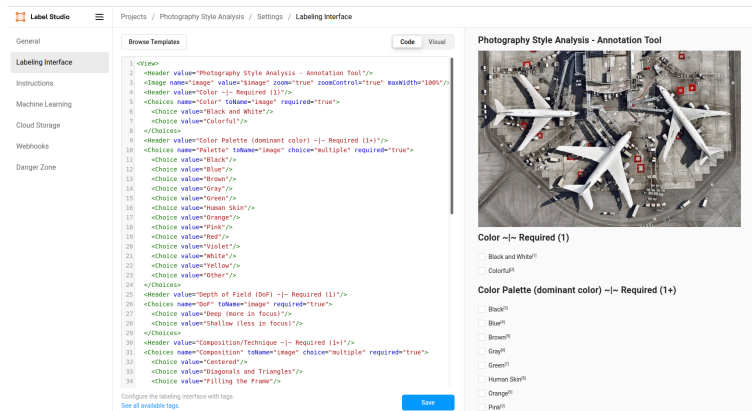 Label Studio
Projects / Photography Style Analysis / Settings / Labeling Interface
General
Labeling Interface
Instructions
Machine Learning
Cloud Storage
Webhooks
Danger Zone
Browse Templates
Code Visual
1 <View>
2 <Header value="Photography Style Analysis - Annotation Tool"/>
3 <Image name="image" value="$image" zoom="true" zoomControl="true" maxWidth="100%"/>
4 <Header value="Color ~|~ Required (1)"/>
5 <Choices name="Color" toName="image" required="true">
6 <Choice value="Black and White"/>
7 <Choice value="Colorful"/>
8 </Choices>
9 <Header value="Color Palette (dominant color) ~|~ Required (1+)"/>
10 <Choices name="Palette" toName="image" choice="multiple" required="true">
11 <Choice value="Black"/>
12 <Choice value="Blue"/>
13 <Choice value="Brown"/>
14 <Choice value="Gray"/>
15 <Choice value="Green"/>
16 <Choice value="Human Skin"/>
17 <Choice value="Orange"/>
18 <Choice value="Pink"/>
19 <Choice value="Red"/>
20 <Choice value="Violet"/>
21 <Choice value="White"/>
22 <Choice value="Yellow"/>
23 <Choice value="Other"/>
24 </Choices>
25 <Header value="Depth of Field (DoF) ~|~ Required (1)"/>
26 <Choices name="DoF" toName="image" required="true">
27 <Choice value="Deep (more in focus)"/>
28 <Choice value="Shallow (less in focus)"/>
29 </Choices>
30 <Header value="Composition/Technique ~|~ Required (1+)"/>
31 <Choices name="Composition" toName="image" choice="multiple" required="true">
32 <Choice value="Centered"/>
33 <Choice value="Diagonals and Triangles"/>
34 <Choice value="Filling the Frame"/>
Configure the labeling interface with tags.
See all available tags.
Save
Photography Style Analysis - Annotation Tool
Color ~|~ Required (1)
Black and White[1]
Colorful[2]
Color Palette (dominant color) ~|~ Required (1+)
Black[3]
Blue[4]
Brown[5]
Gray[6]
Green[7]
Human Skin[8]
Orange[9]
Pink[0]